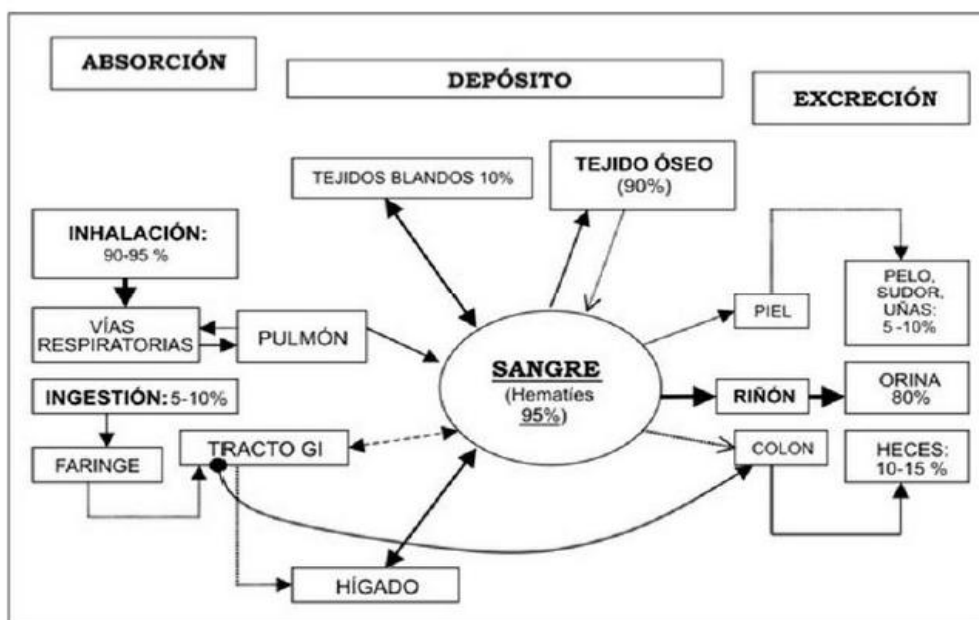 ABSORCIÓN
DEPÓSITO
EXCRECIÓN
TEJIDOS BLANDOS 10%
TEJIDO ÓSEO
(90%)
INHALACIÓN:
90-95 %
VÍAS
RESPIRATORIAS
PULMÓN
INGESTIÓN: 5-10%
FARINGE
TRACTO GI
HÍGADO
SANGRE
(Hematíes
95%)
PIEL
PELO,
SUDOR,
UÑAS:
5 -10%
RIÑÓN
ORINA
80%
COLON
HECES:
10-15 %